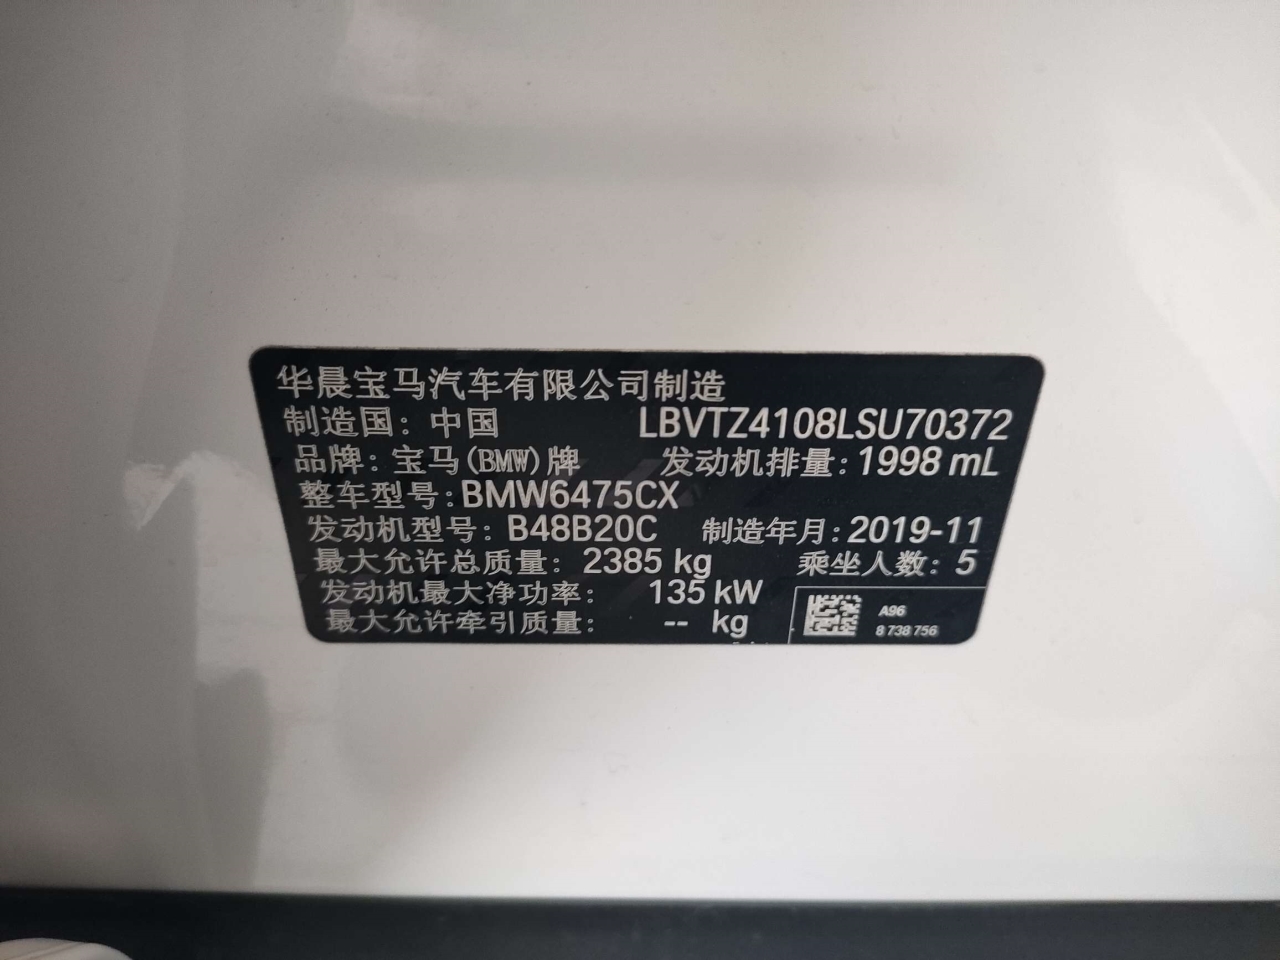 华晨宝马汽车有限公司制造
制造国：中国 LBVTZ4108LSU70372
品牌：宝马(BMW)牌 发动机排量：1998 mL
整车型号：BMW6475CX
发动机型号：B48B20C 制造年月：2019-11
最大允许总质量：2385 kg 乘坐人数：5
发动机最大净功率： 135 kW
最大允许牵引质量： -- kg
A96
8 738 756